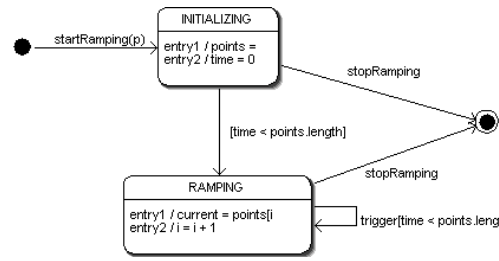 INITIALIZING
startRamping(p)
entry1 / points =
entry2 / time = 0
stopRamping
[time < points.length]
RAMPING
stopRamping
entry1 / current = points[i
entry2 / i = i + 1
trigger[time < points.leng